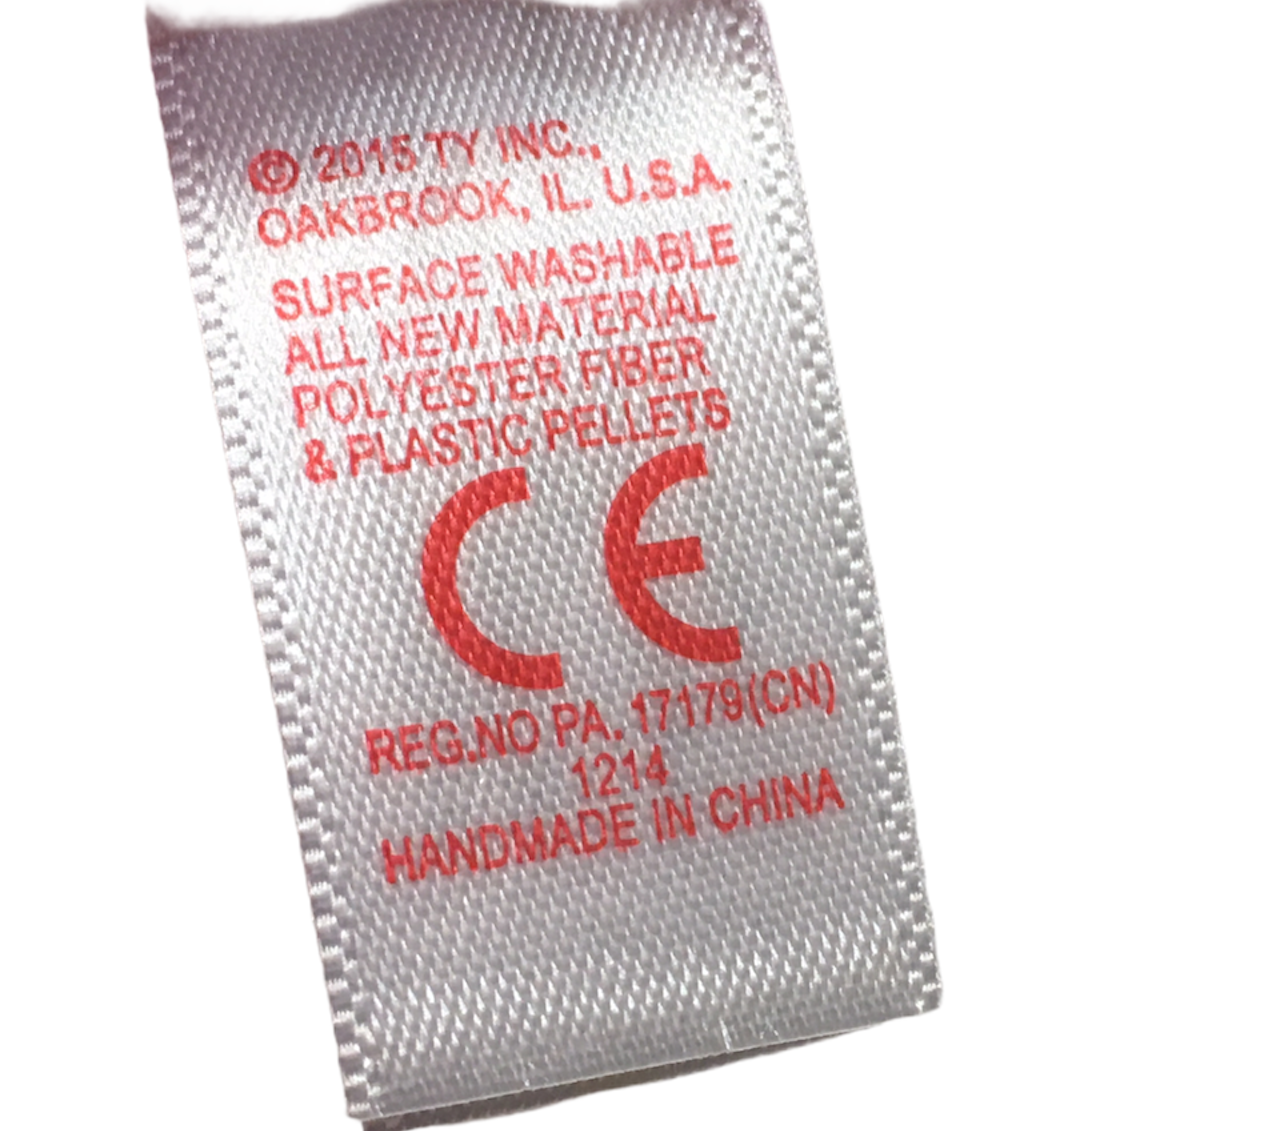 © 2015 TY INC.,
OAKBROOK, IL. U.S.A.
SURFACE WASHABLE
ALL NEW MATERIAL
POLYESTER FIBER
& PLASTIC PELLETS
CE
REG.NO PA. 17179(CN)
1214
HANDMADE IN CHINA